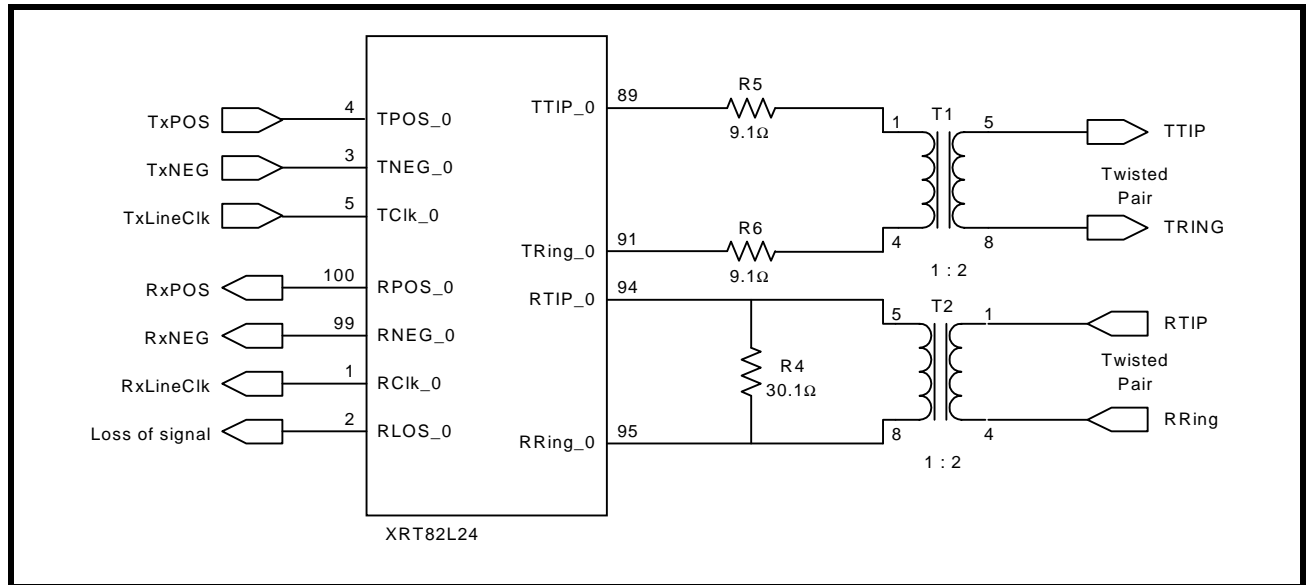 TxPOS
4
TPOS_0
TxNEG
3
TNEG_0
TxLineClk
5
TClk_0
RxPOS
100
RPOS_0
RxNEG
99
RNEG_0
RxLineClk
1
RClk_0
Loss of signal
2
RLOS_0
XRT82L24
TTIP_0
89
R5
9.1Ω
TRing_0
91
R6
9.1Ω
1
T1
5
4
8
1 : 2
TTIP
Twisted
Pair
TRING
RTIP_0
94
R4
30.1Ω
RRing_0
95
5
T2
1
8
4
1 : 2
RTIP
Twisted
Pair
RRing